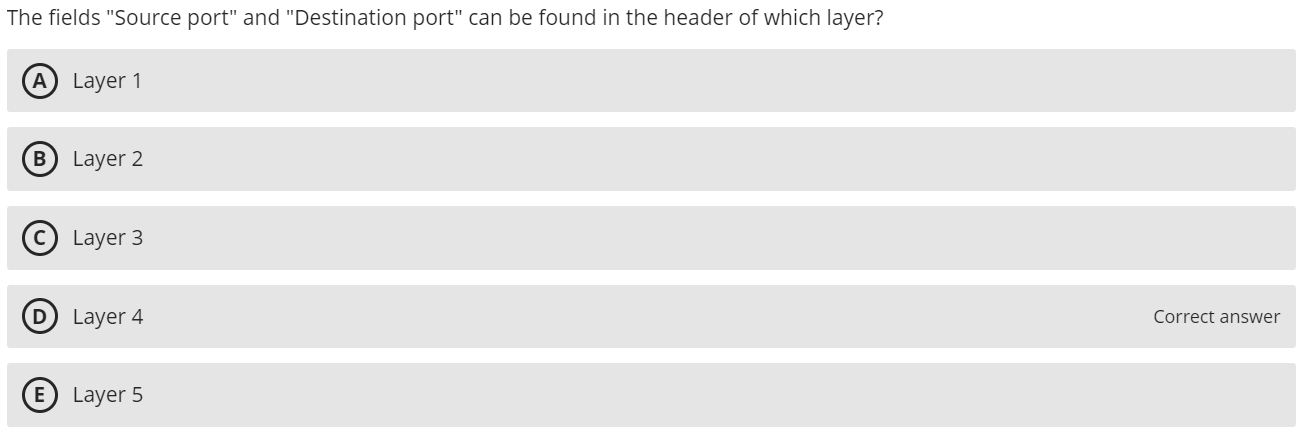 The fields "Source port" and "Destination port" can be found in the header of which layer?
A Layer 1
B Layer 2
C Layer 3
D Layer 4 Correct answer
E Layer 5